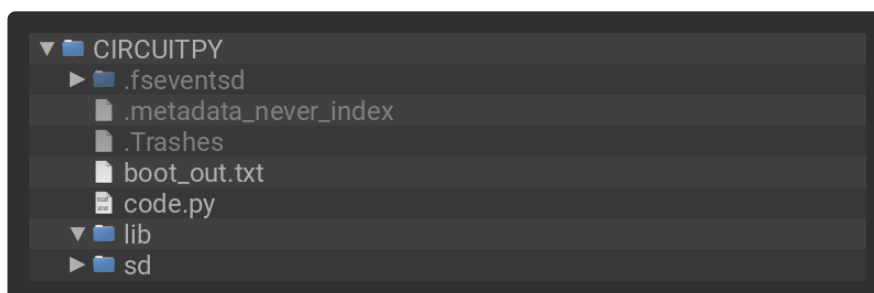 CIRCUITPY
.fseventsd
.metadata_never_index
.Trashes
boot_out.txt
code.py
lib
sd